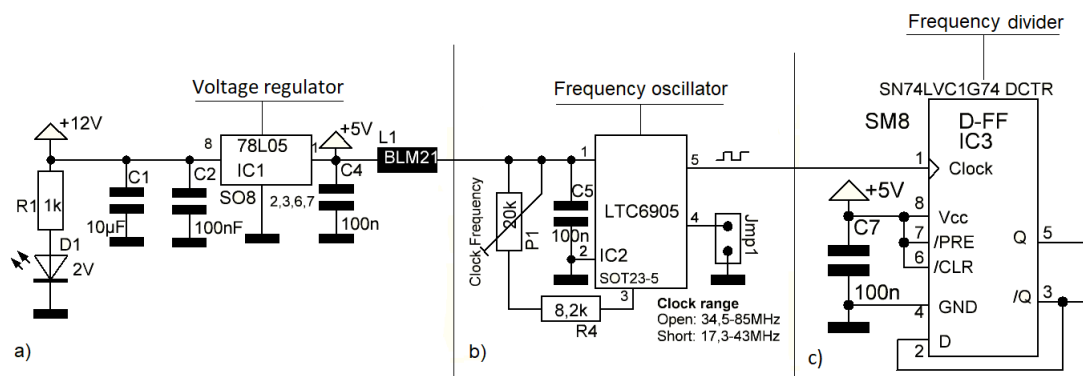 Voltage regulator
+12V
8
78L05
IC1
1
+5V
L1
BLM21
SO8
2,3,6,7
R1
1k
C1
10µF
C2
100nF
C4
100n
D1
2V
a)
Frequency oscillator
1
5
LTC6905
4
C5
100n
2
IC2
SOT23-5
3
20k
P1
Clock Frequency
8,2k
R4
Jmp1
Clock range
Open: 34,5-85MHz
Short: 17,3-43MHz
b)
Frequency divider
SN74LVC1G74 DCTR
SM8
D-FF
IC3
1
Clock
+5V
8
Vcc
7
/PRE
6
/CLR
C7
100n
4
GND
2
D
Q
5
/Q
3
c)